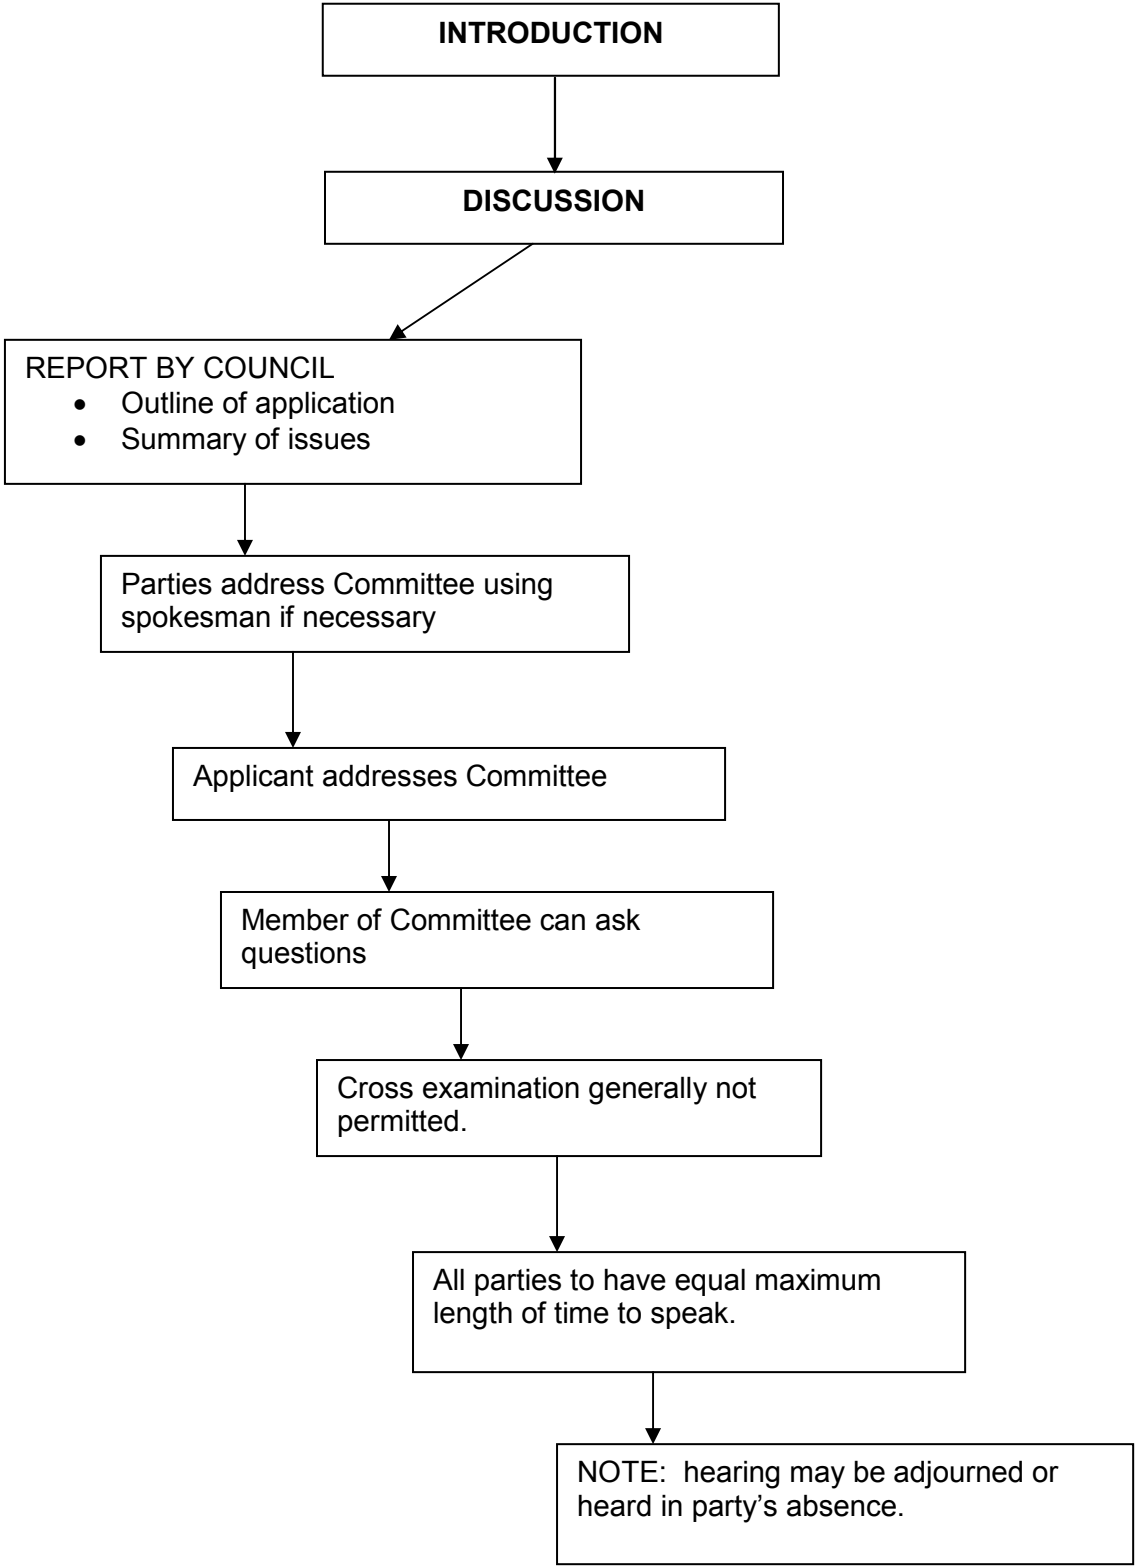 INTRODUCTION
DISCUSSION
REPORT BY COUNCIL
• Outline of application
• Summary of issues
Parties address Committee using
spokesman if necessary
Applicant addresses Committee
Member of Committee can ask
questions
Cross examination generally not
permitted.
All parties to have equal maximum
length of time to speak.
NOTE:  hearing may be adjourned or
heard in party’s absence.